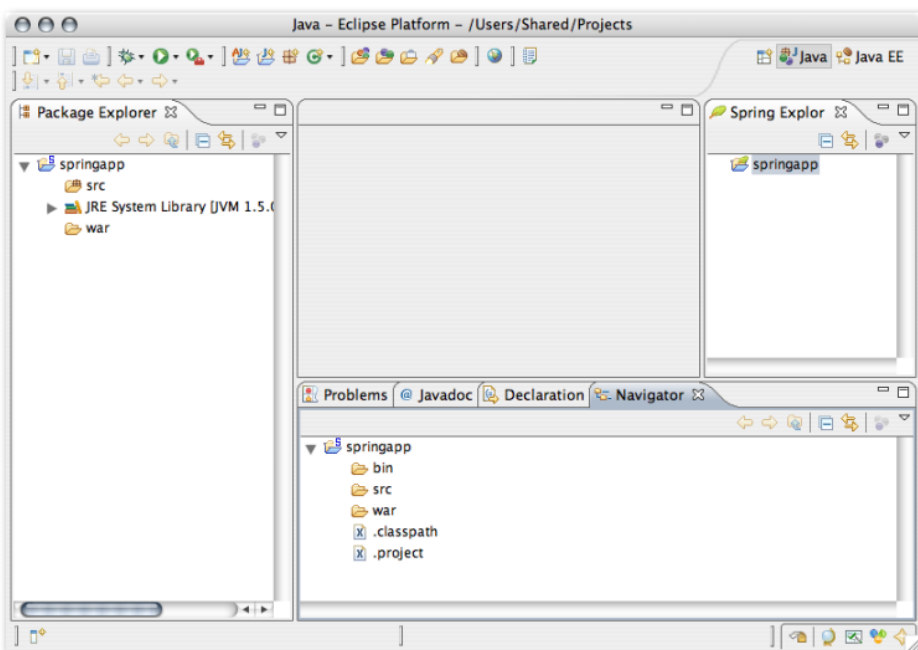 Java – Eclipse Platform – /Users/Shared/Projects
Java Java EE
Package Explorer
springapp
src
JRE System Library [JVM 1.5.0
war
Spring Explor
springapp
Problems @ Javadoc Declaration Navigator
springapp
bin
src
war
.classpath
.project